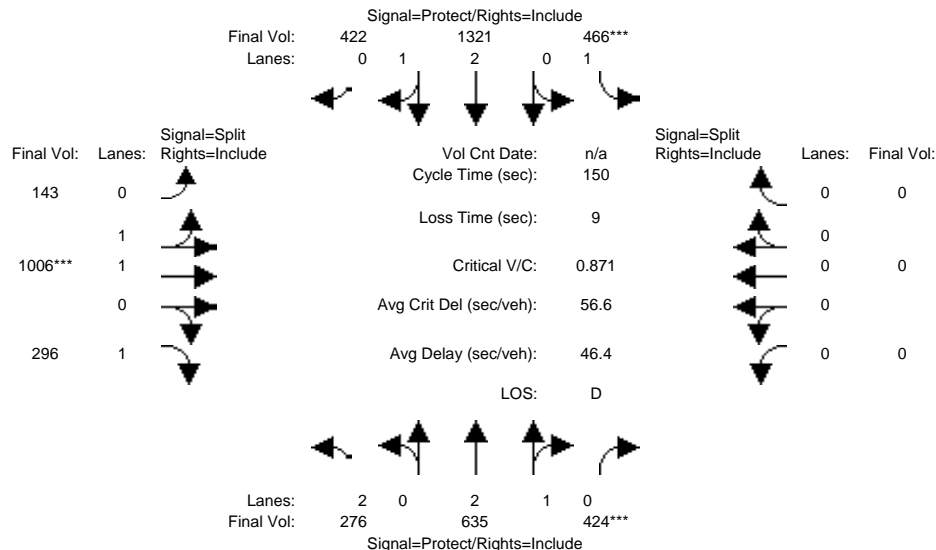 Signal=Protect/Rights=Include
Final Vol: 422 1321 466***
Lanes: 0 1 2 0 1
Signal=Split Signal=Split
Final Vol: Lanes: Rights=Include Vol Cnt Date: n/a Rights=Include Lanes: Final Vol:
Cycle Time (sec): 150
143 0 0 0
Loss Time (sec): 9
1 0
1006*** 1 Critical V/C: 0.871 0 0
0 Avg Crit Del (sec/veh): 56.6 0
296 1 Avg Delay (sec/veh): 46.4 0 0
LOS: D
Lanes: 2 0 2 1 0
Final Vol: 276 635 424***
Signal=Protect/Rights=Include